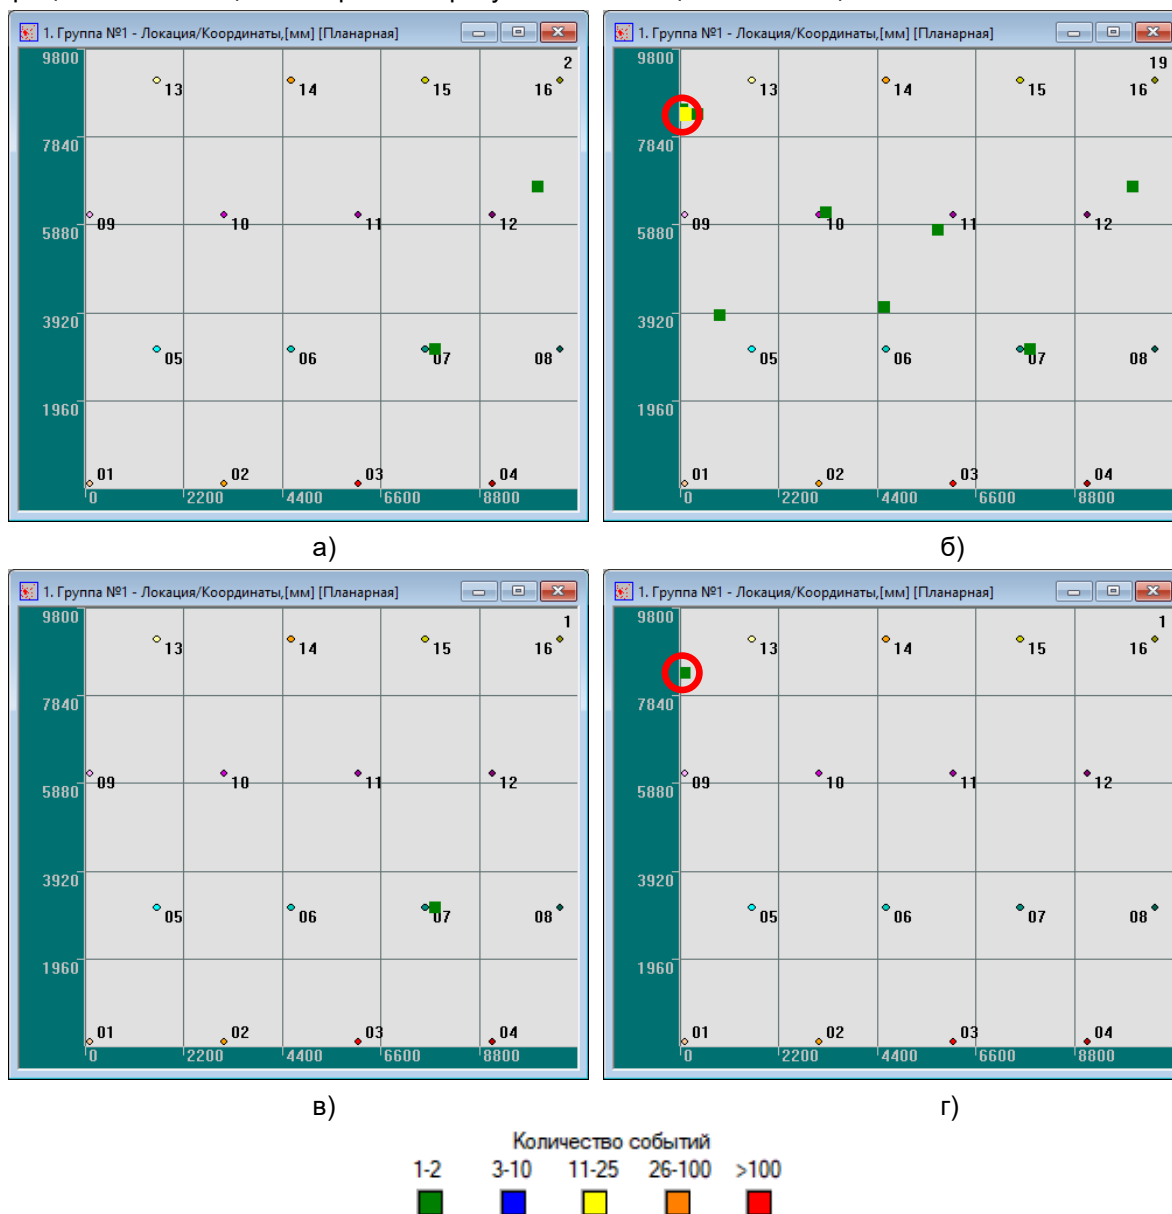 1. Группа №1 - Локация/Координаты,[мм] [Планарная]
9800 2
13 14 15 16
7840
09 10 11 12
5880
3920
05 06 07 08
1960
01 02 03 04
0 2200 4400 6600 8800
а)
1. Группа №1 - Локация/Координаты,[мм] [Планарная]
9800 19
13 14 15 16
7840
09 10 11 12
5880
3920
05 06 07 08
1960
01 02 03 04
0 2200 4400 6600 8800
б)
1. Группа №1 - Локация/Координаты,[мм] [Планарная]
9800 1
13 14 15 16
7840
09 10 11 12
5880
3920
05 06 07 08
1960
01 02 03 04
0 2200 4400 6600 8800
в)
1. Группа №1 - Локация/Координаты,[мм] [Планарная]
9800 1
13 14 15 16
7840
09 10 11 12
5880
3920
05 06 07 08
1960
01 02 03 04
0 2200 4400 6600 8800
г)
Количество событий
1-2 3-10 11-25 26-100 >100